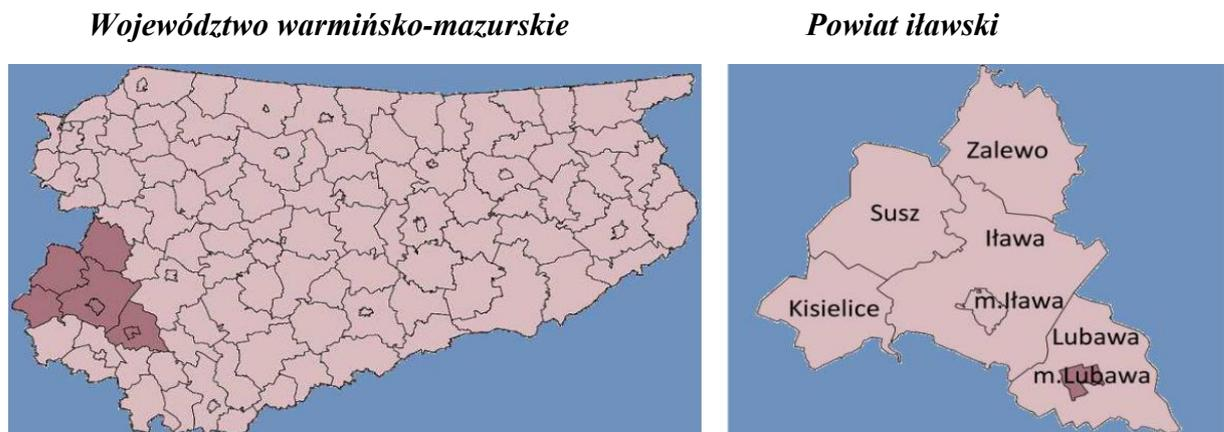 Województwo warmińsko-mazurskie
Powiat iławski
Zalewo
Susz
Iława
Kisielice
m.Iława
Lubawa
m.Lubawa